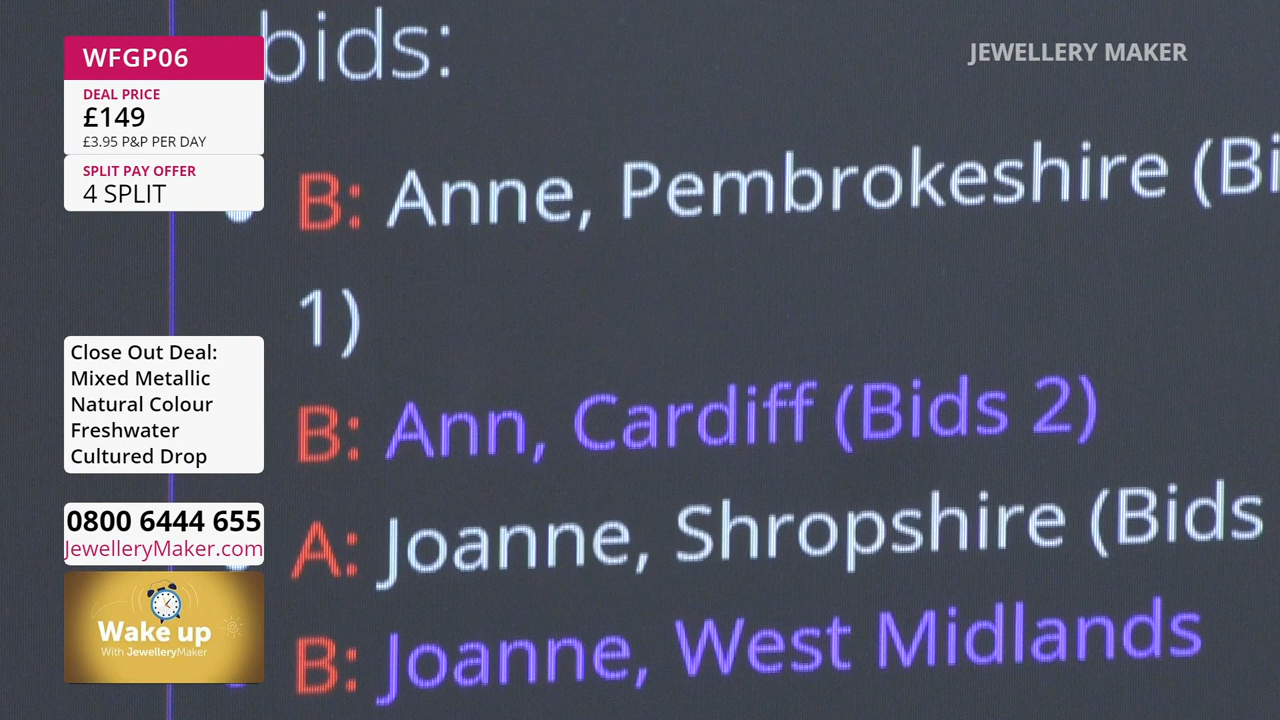 WFGP06
DEAL PRICE
£149
£3.95 P&P PER DAY
SPLIT PAY OFFER
4 SPLIT
Close Out Deal:
Mixed Metallic
Natural Colour
Freshwater
Cultured Drop
0800 6444 655
JewelleryMaker.com
Wake up
With JewelleryMaker
JEWELLERY MAKER
bids:
B: Anne, Pembrokeshire (Bi
1)
B: Ann, Cardiff (Bids 2)
A: Joanne, Shropshire (Bids
B: Joanne, West Midlands